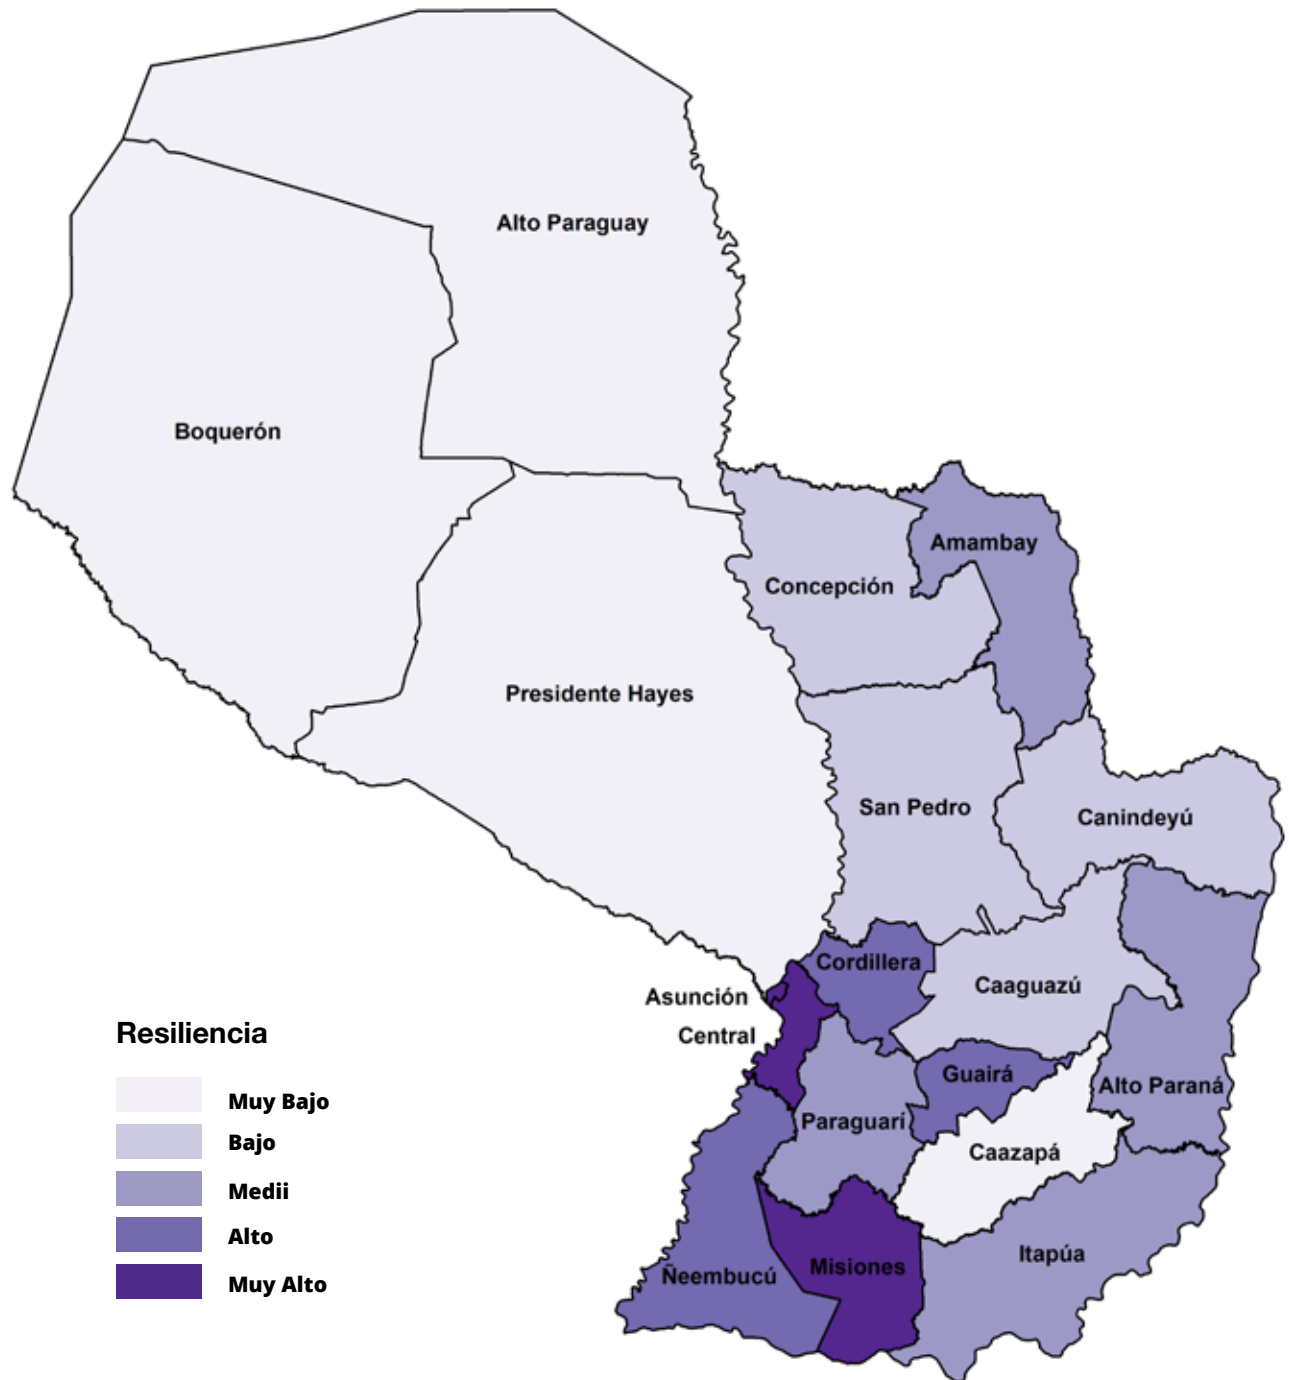 Alto Paraguay
Boquerón
Amambay
Concepción
Presidente Hayes
San Pedro
Canindeyú
Cordillera
Caaguazú
Asunción
Central
Guairá
Alto Paraná
Paraguarí
Caazapá
Itapúa
Misiones
Ñeembucú
Resiliencia
Muy Bajo
Bajo
Medii
Alto
Muy Alto